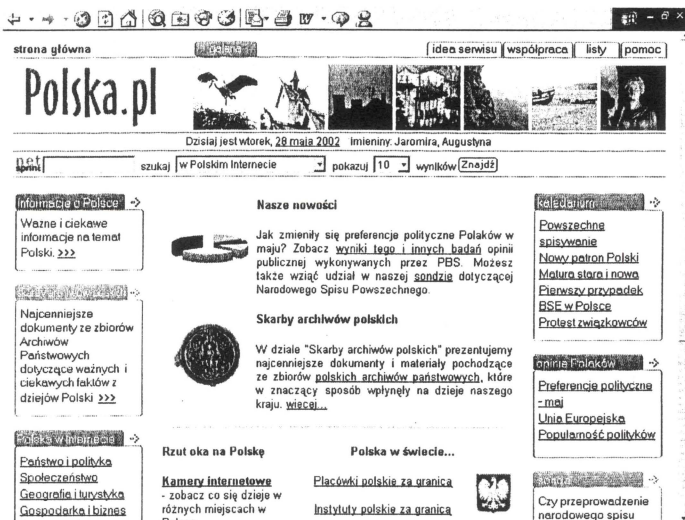 strona główna
galeria
idea serwisu współpraca listy pomoc
Polska.pl
Dzisiaj jest wtorek, 28 maja 2002 Imieniny: Jaromira, Augustyna
net
sprint
szukaj w Polskim Internecie pokazuj 10 wyników Znajdź
Informacje o Polsce
Ważne i ciekawe
informacje na temat
Polski. >>>
Najcenniejsze
dokumenty ze zbiorów
Archiwów
Państwowych
dotyczące ważnych i
ciekawych faktów z
dziejów Polski >>>
Polska w Internecie
Państwo i polityka
Społeczeństwo
Geografia i turystyka
Gospodarka i biznes
Nasze nowości
Jak zmieniły się preferencje polityczne Polaków w
maju? Zobacz wyniki tego i innych badań opinii
publicznej wykonywanych przez PBS. Możesz
także wziąć udział w naszej sondzie dotyczącej
Narodowego Spisu Powszechnego.
Skarby archiwów polskich
W dziale "Skarby archiwów polskich" prezentujemy
najcenniejsze dokumenty i materiały pochodzące
ze zbiorów polskich archiwów państwowych, które
w znaczący sposób wpłynęły na dzieje naszego
kraju. więcej...
Rzut oka na Polskę
Kamery internetowe
- zobacz co się dzieje w
różnych miejscach w
Polska w świecie...
Placówki polskie za granicą
Instytuty polskie za granicą
kaledarium
Powszechne
spisywanie
Nowy patron Polski
Matura stara i nowa
Pierwszy przypadek
BSE w Polsce
Protest związkowców
opinie Polaków
Preferencje polityczne
- maj
Unia Europejska
Popularność polityków
Czy przeprowadzenie
narodowego spisu